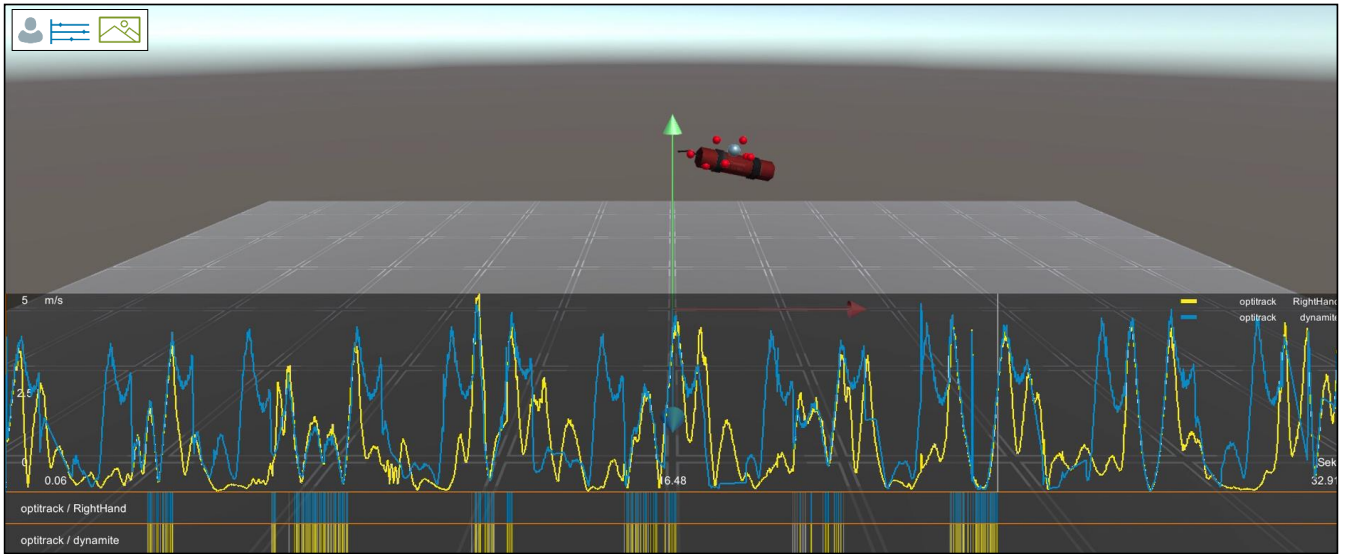 5 m/s
optitrack RightHand
optitrack dynamite
2.5
0
Sek
0.06
16.48
32.91
optitrack / RightHand
optitrack / dynamite